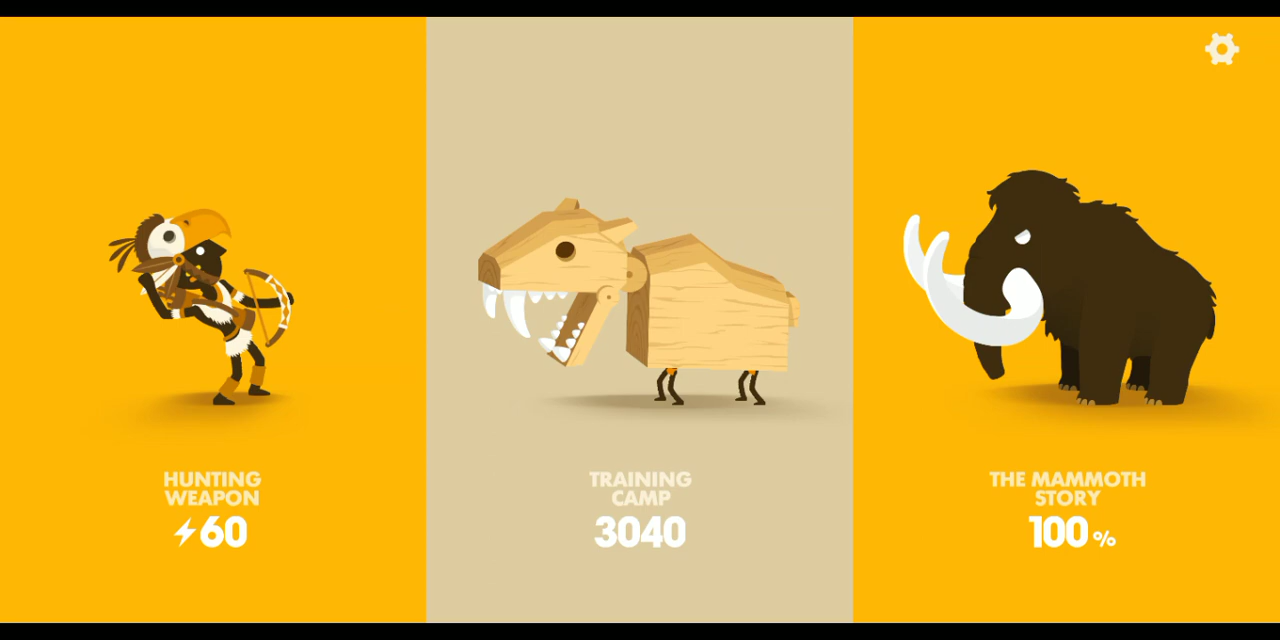 HUNTING
WEAPON
60
TRAINING
CAMP
3040
THE MAMMOTH
STORY
100 %